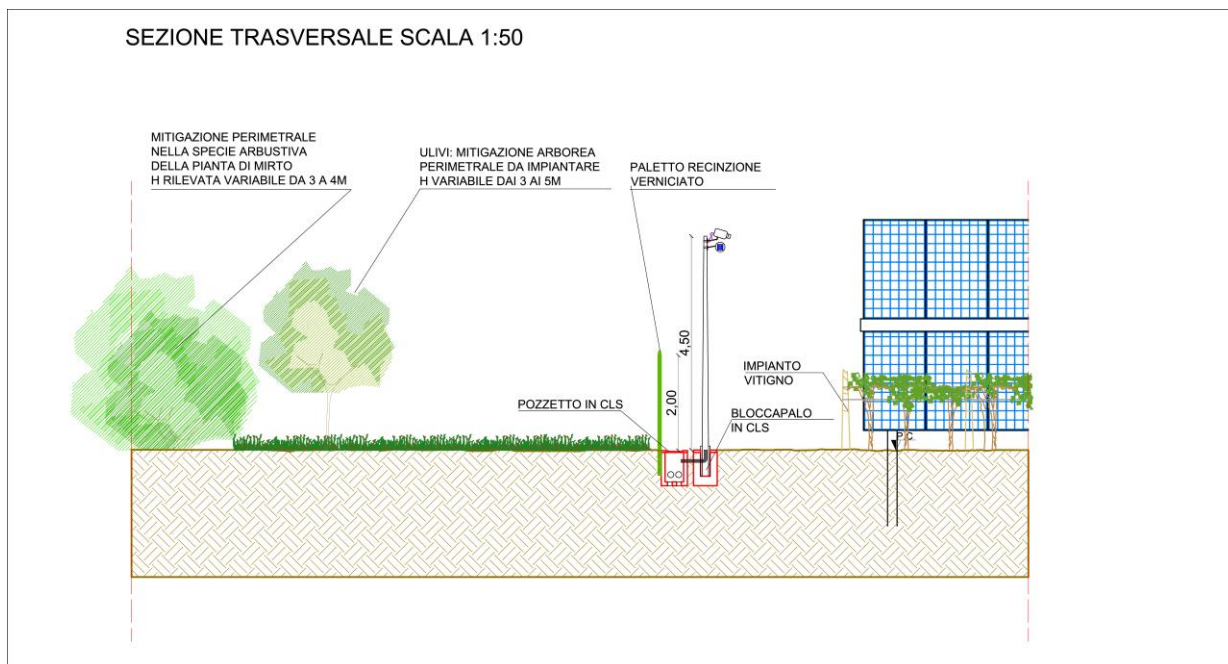 SEZIONE TRASVERSALE SCALA 1:50
MITIGAZIONE PERIMETRALE
NELLA SPECIE ARBUSTIVA
DELLA PIANTA DI MIRTO
H RILEVATA VARIABILE DA 3 A 4M
ULIVI: MITIGAZIONE ARBOREA
PERIMETRALE DA IMPIANTARE
H VARIABILE DAI 3 AI 5M
PALETTO RECINZIONE
VERNICIATO
4,50
2,00
IMPIANTO
VITIGNO
POZZETTO IN CLS
BLOCCAPALO
IN CLS
P.C.